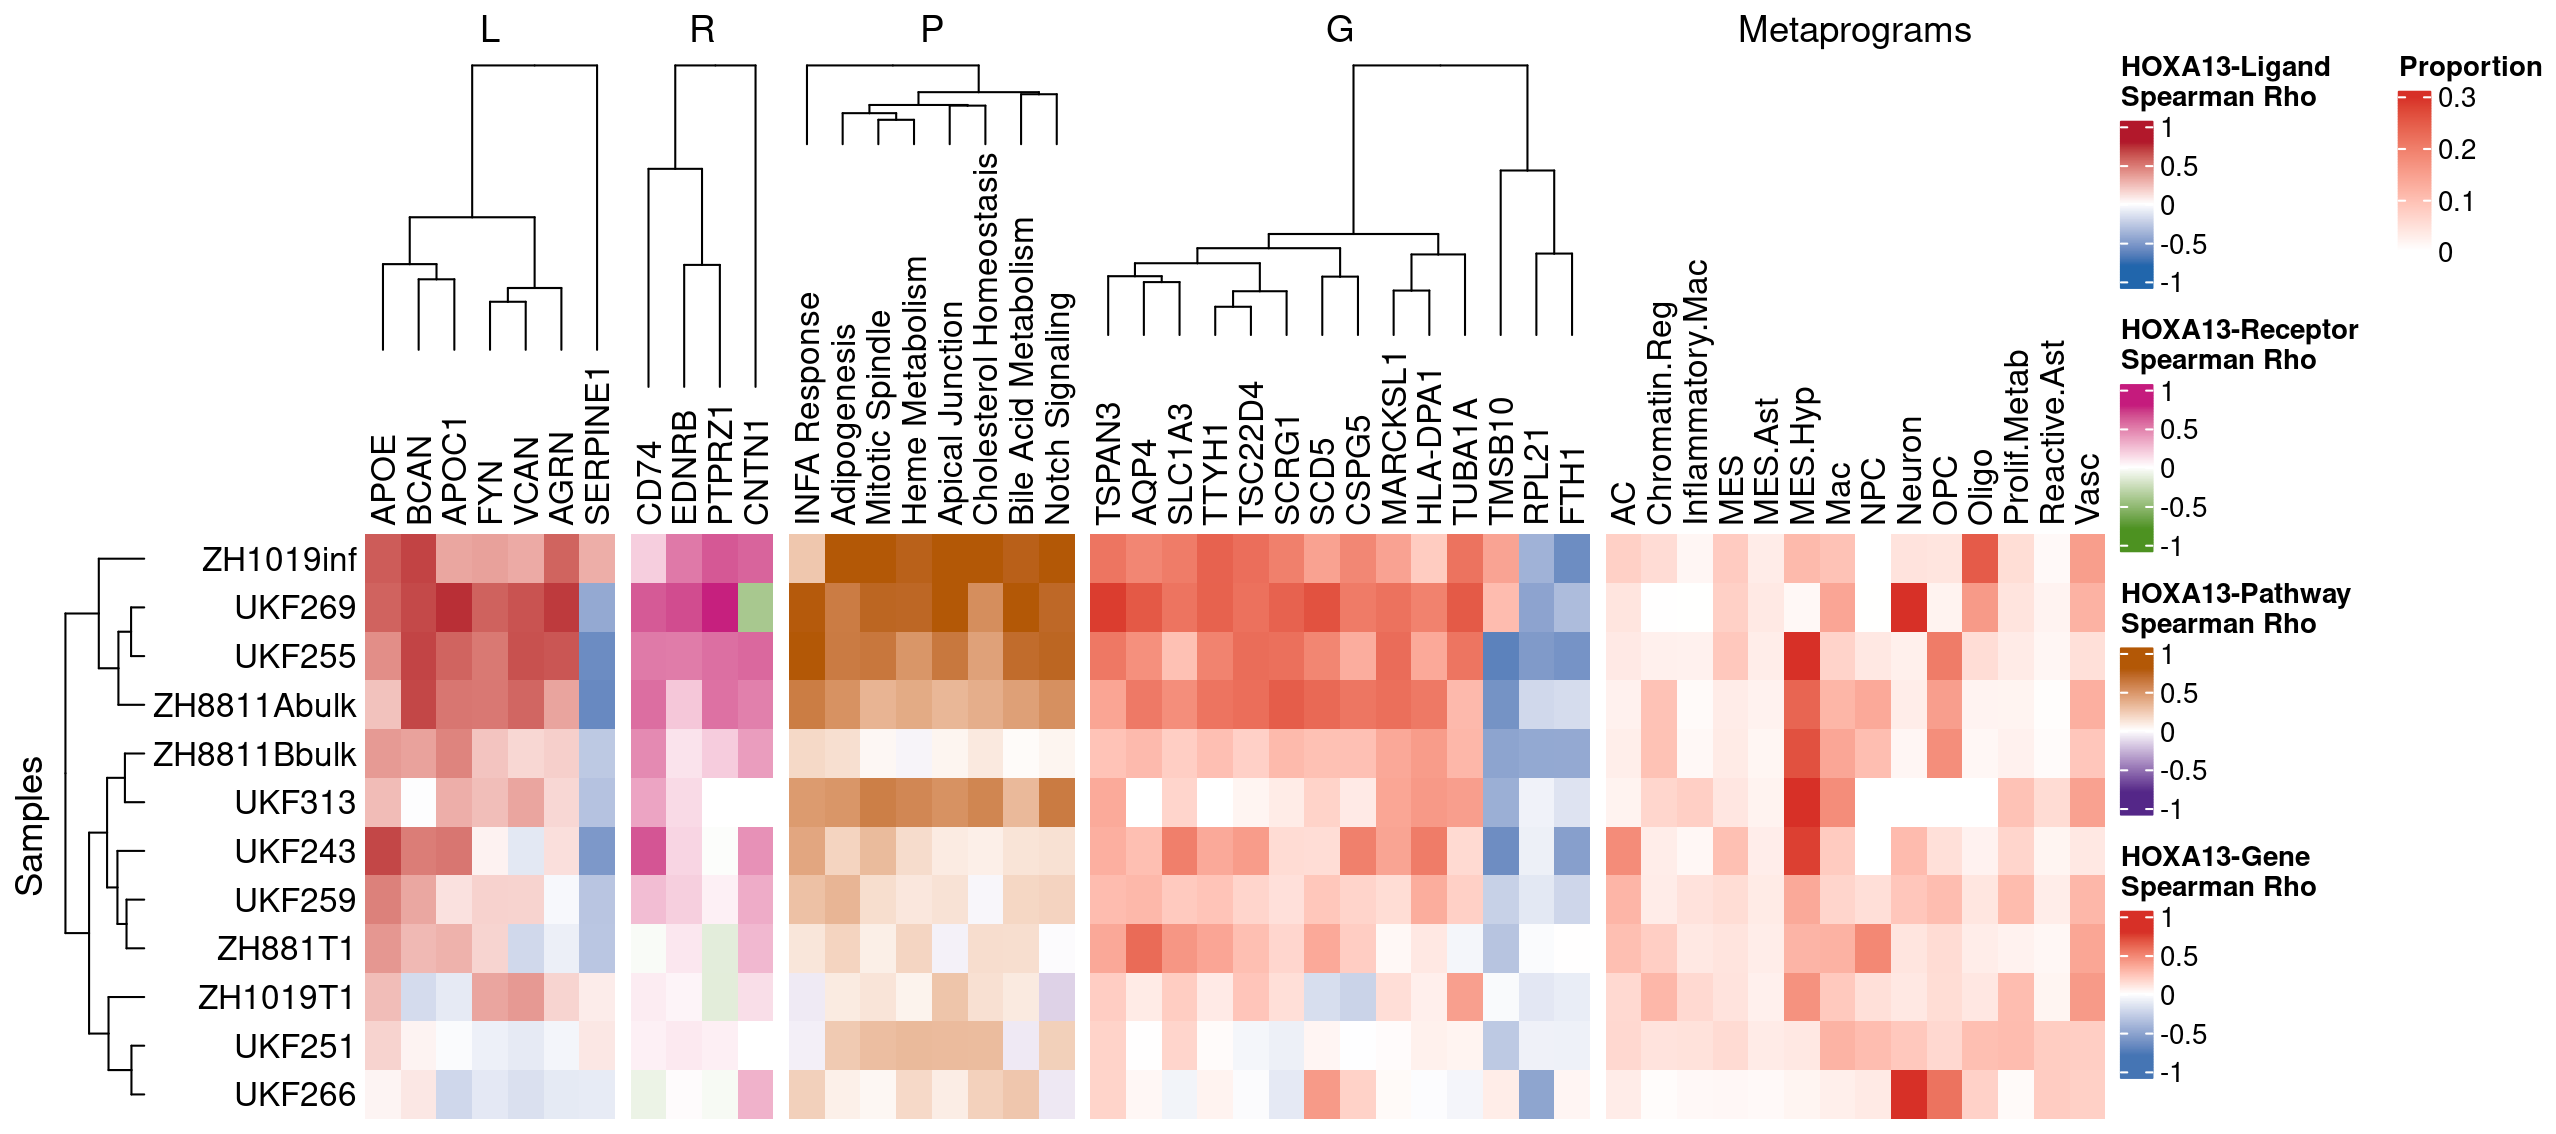 L R P G Metaprograms
APOE
BCAN
APOC1
FYN
VCAN
AGRN
SERPINE1
CD74
EDNRB
PTPRZ1
CNTN1
INFA Response
Adipogenesis
Mitotic Spindle
Heme Metabolism
Apical Junction
Cholesterol Homeostasis
Bile Acid Metabolism
Notch Signaling
TSPAN3
AQP4
SLC1A3
TTYH1
TSC22D4
SCRG1
SCD5
CSPG5
MARCKSL1
HLA-DPA1
TUBA1A
TMSB10
RPL21
FTH1
AC
Chromatin.Reg
Inflammatory.Mac
MES
MES.Ast
MES.Hyp
Mac
NPC
Neuron
OPC
Oligo
Prolif.Metab
Reactive.Ast
Vasc
Samples
ZH1019inf
UKF269
UKF255
ZH8811Abulk
ZH8811Bbulk
UKF313
UKF243
UKF259
ZH881T1
ZH1019T1
UKF251
UKF266
HOXA13-Ligand
Spearman Rho
1
0.5
0
-0.5
-1
HOXA13-Receptor
Spearman Rho
1
0.5
0
-0.5
-1
HOXA13-Pathway
Spearman Rho
1
0.5
0
-0.5
-1
HOXA13-Gene
Spearman Rho
1
0.5
0
-0.5
-1
Proportion
0.3
0.2
0.1
0